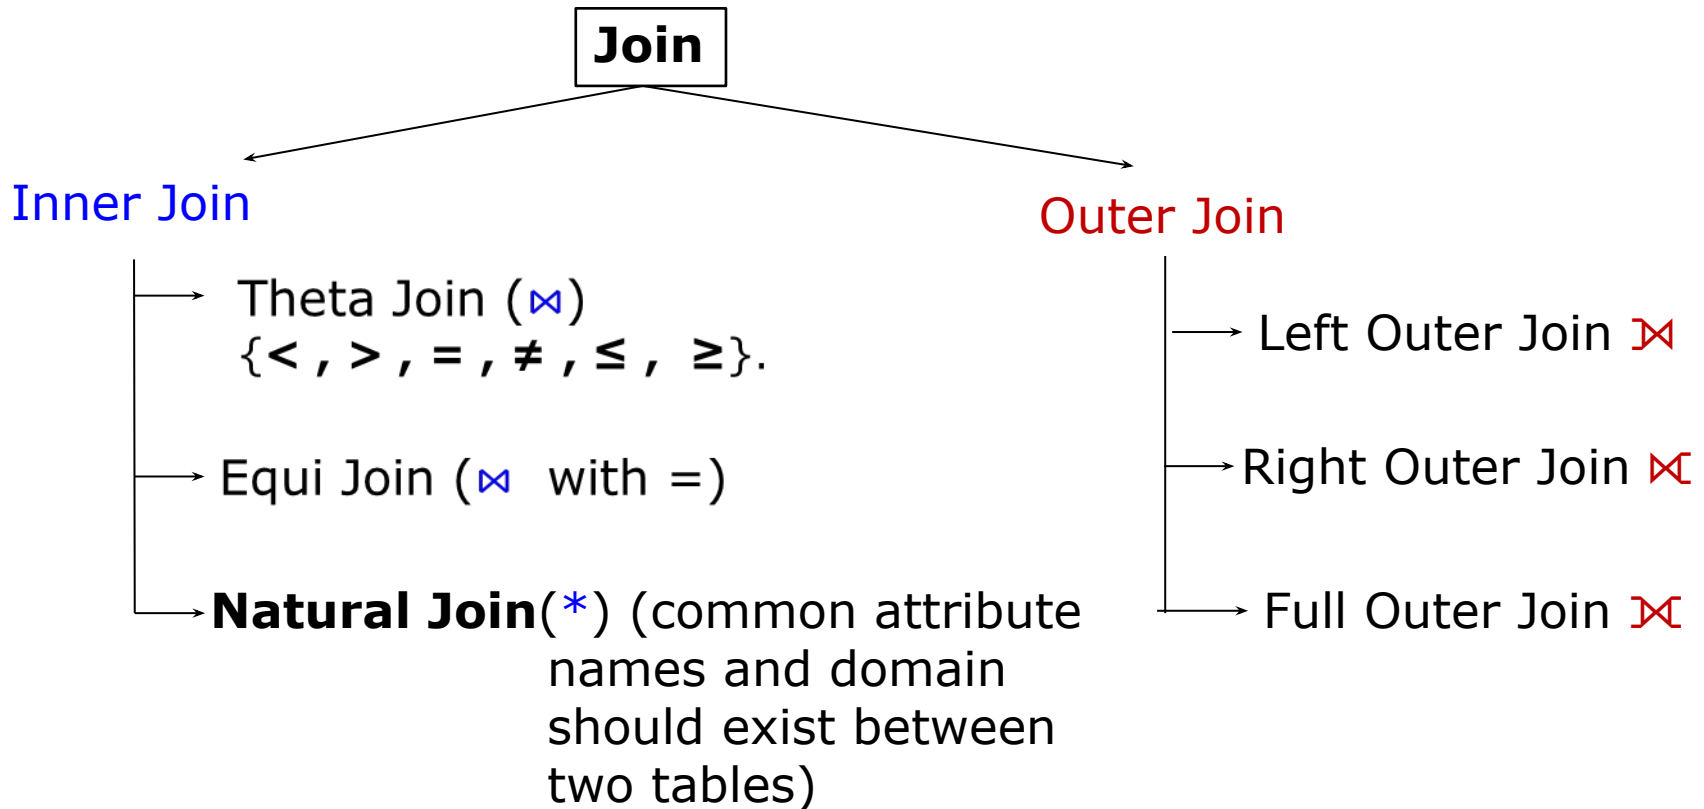 Join
Inner Join
Theta Join (⋈)
{< , > , = , ≠ , ≤ , ≥}.
Equi Join (⋈ with =)
Natural Join(*) (common attribute
names and domain
should exist between
two tables)
Outer Join
Left Outer Join ⟕
Right Outer Join ⟖
Full Outer Join ⟗